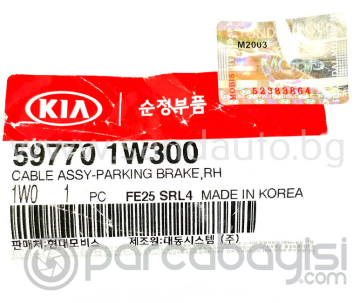 M2003
MOBIS
52383864
KIA 순정부품
59770 1W300
CABLE ASSY-PARKING BRAKE,RH
1W0 1 PC FE25 SRL4 MADE IN KOREA
판매처:현대모비스 제조원:대동시스템 (주)
parcabayisi
.com